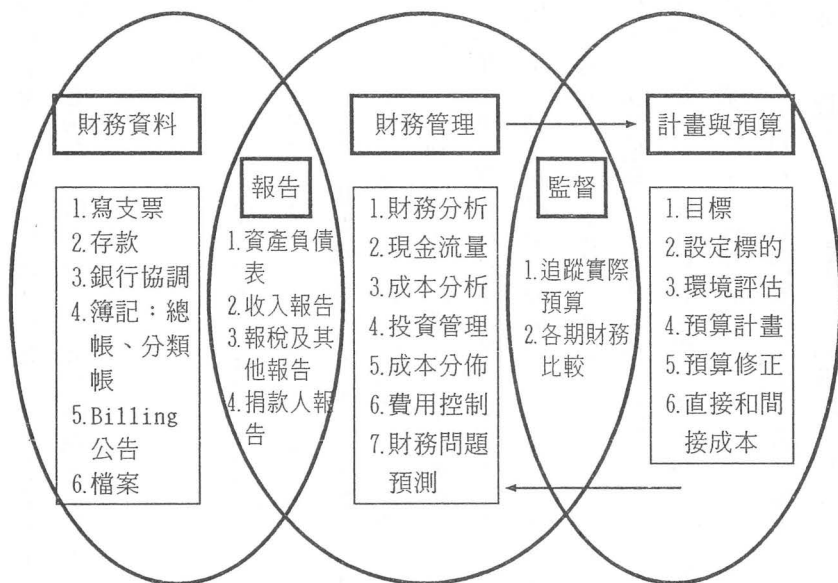 財務資料
1.寫支票
2.存款
3.銀行協調
4.簿記：總
帳、分類
帳
5.Billing
公告
6.檔案
報告
1.資產負債
表
2.收入報告
3.報稅及其
他報告
4.捐款人報
告
財務管理
1.財務分析
2.現金流量
3.成本分析
4.投資管理
5.成本分佈
6.費用控制
7.財務問題
預測
監督
1.追蹤實際
預算
2.各期財務
比較
計畫與預算
1.目標
2.設定標的
3.環境評估
4.預算計畫
5.預算修正
6.直接和間
接成本